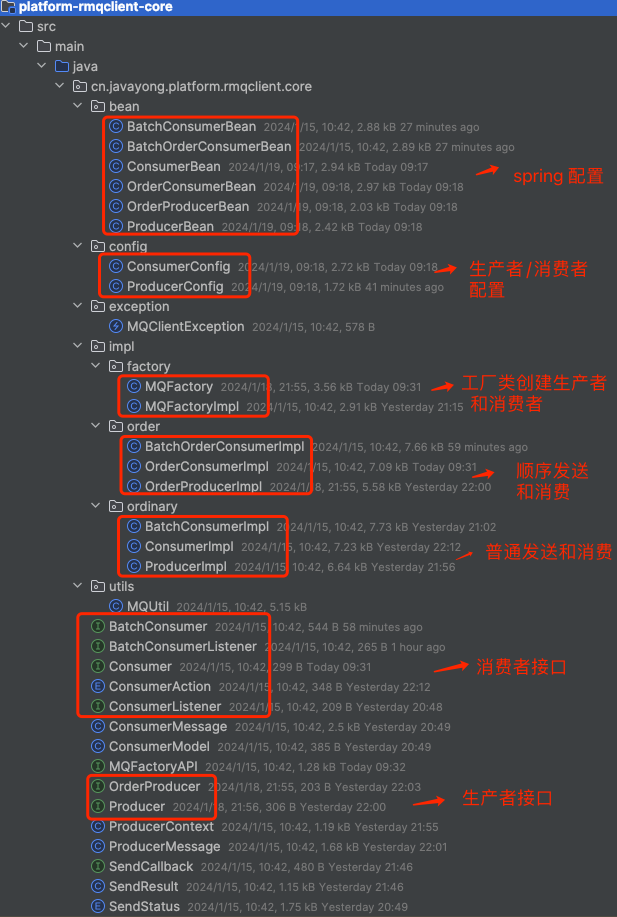 platform-rmqclient-core
src
main
java
cn.javayong.platform.rmqclient.core
bean
BatchConsumerBean 2024/1/15, 10:42, 2.88 kB 27 minutes ago
BatchOrderConsumerBean 2024/1/15, 10:42, 2.89 kB 27 minutes ago
ConsumerBean 2024/1/19, 09:17, 2.94 kB Today 09:17
spring 配置
OrderConsumerBean 2024/1/19, 09:18, 2.97 kB Today 09:18
OrderProducerBean 2024/1/19, 09:18, 2.03 kB Today 09:18
ProducerBean 2024/1/19, 09:18, 2.42 kB Today 09:18
config
ConsumerConfig 2024/1/19, 09:18, 2.72 kB Today 09:18
生产者/消费者
配置
ProducerConfig 2024/1/19, 09:18, 1.72 kB 41 minutes ago
exception
MQClientException 2024/1/15, 10:42, 578 B
impl
factory
MQFactory 2024/1/18, 21:55, 3.56 kB Today 09:31
工厂类创建生产者
和消费者
MQFactoryImpl 2024/1/15, 10:42, 2.91 kB Yesterday 21:15
order
BatchOrderConsumerImpl 2024/1/15, 10:42, 7.66 kB 59 minutes ago
OrderConsumerImpl 2024/1/15, 10:42, 7.09 kB Today 09:31
顺序发送
和消费
OrderProducerImpl 2024/1/18, 21:55, 5.58 kB Yesterday 22:00
ordinary
BatchConsumerImpl 2024/1/15, 10:42, 7.73 kB Yesterday 21:02
ConsumerImpl 2024/1/15, 10:42, 7.23 kB Yesterday 22:12
普通发送和消费
ProducerImpl 2024/1/15, 10:42, 6.64 kB Yesterday 21:56
utils
MQUtil 2024/1/15, 10:42, 5.15 kB
BatchConsumer 2024/1/15, 10:42, 544 B 58 minutes ago
BatchConsumerListener 2024/1/15, 10:42, 265 B 1 hour ago
Consumer 2024/1/15, 10:42, 299 B Today 09:31
消费者接口
ConsumerAction 2024/1/15, 10:42, 348 B Yesterday 22:12
ConsumerListener 2024/1/15, 10:42, 209 B Yesterday 20:48
ConsumerMessage 2024/1/15, 10:42, 2.5 kB Yesterday 20:49
ConsumerModel 2024/1/15, 10:42, 385 B Yesterday 20:49
MQFactoryAPI 2024/1/15, 10:42, 1.28 kB Today 09:32
OrderProducer 2024/1/18, 21:55, 203 B Yesterday 22:03
生产者接口
Producer 2024/1/18, 21:56, 306 B Yesterday 22:00
ProducerContext 2024/1/15, 10:42, 1.19 kB Yesterday 21:55
ProducerMessage 2024/1/15, 10:42, 1.68 kB Yesterday 22:01
SendCallback 2024/1/15, 10:42, 480 B Yesterday 21:46
SendResult 2024/1/15, 10:42, 1.15 kB Yesterday 21:46
SendStatus 2024/1/15, 10:42, 1.75 kB Yesterday 20:49